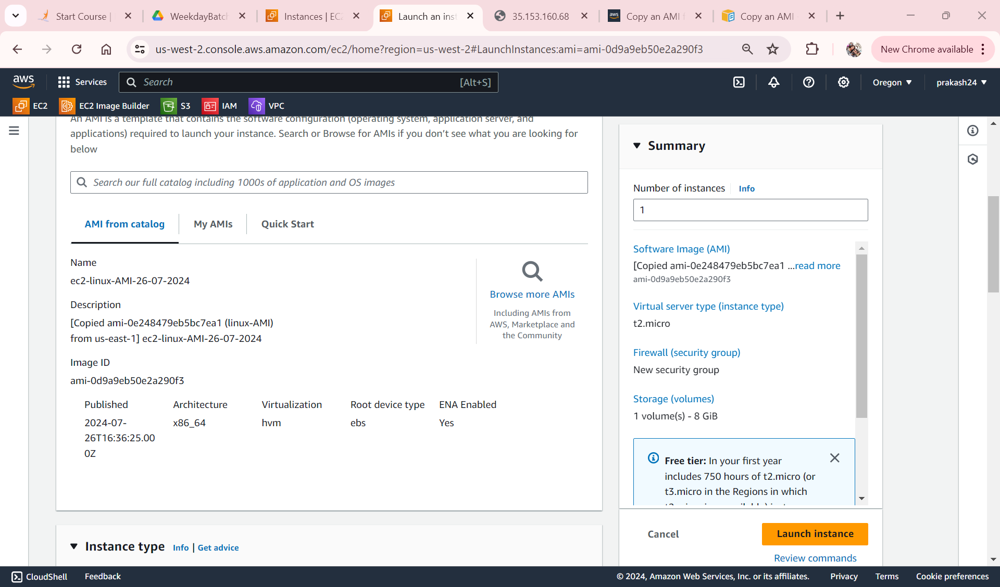 Start Course |
WeekdayBatch
Instances | EC2
Launch an inst
35.153.160.68
Copy an AMI
Copy an AMI
us-west-2.console.aws.amazon.com/ec2/home?region=us-west-2#LaunchInstances:ami=ami-0d9a9eb50e2a290f3
New Chrome available
aws
Services
Search
[Alt+S]
Oregon
prakash24
EC2
EC2 Image Builder
S3
IAM
VPC
An AMI is a template that contains the software configuration (operating system, application server, and
applications) required to launch your instance. Search or Browse for AMIs if you don't see what you are looking for
below
Search our full catalog including 1000s of application and OS images
AMI from catalog
My AMIs
Quick Start
Name
ec2-linux-AMI-26-07-2024
Description
[Copied ami-0e248479eb5bc7ea1 (linux-AMI)
from us-east-1] ec2-linux-AMI-26-07-2024
Image ID
ami-0d9a9eb50e2a290f3
Browse more AMIs
Including AMIs from
AWS, Marketplace and
the Community
Published
Architecture
Virtualization
Root device type
ENA Enabled
2024-07-
26T16:36:25.00
0Z
x86_64
hvm
ebs
Yes
Instance type
Info | Get advice
Summary
Number of instances
Info
1
Software Image (AMI)
[Copied ami-0e248479eb5bc7ea1 ...read more
ami-0d9a9eb50e2a290f3
Virtual server type (instance type)
t2.micro
Firewall (security group)
New security group
Storage (volumes)
1 volume(s) - 8 GiB
Free tier: In your first year
includes 750 hours of t2.micro (or
t3.micro in the Regions in which
Cancel
Launch instance
Review commands
CloudShell
Feedback
© 2024, Amazon Web Services, Inc. or its affiliates.
Privacy
Terms
Cookie preferences